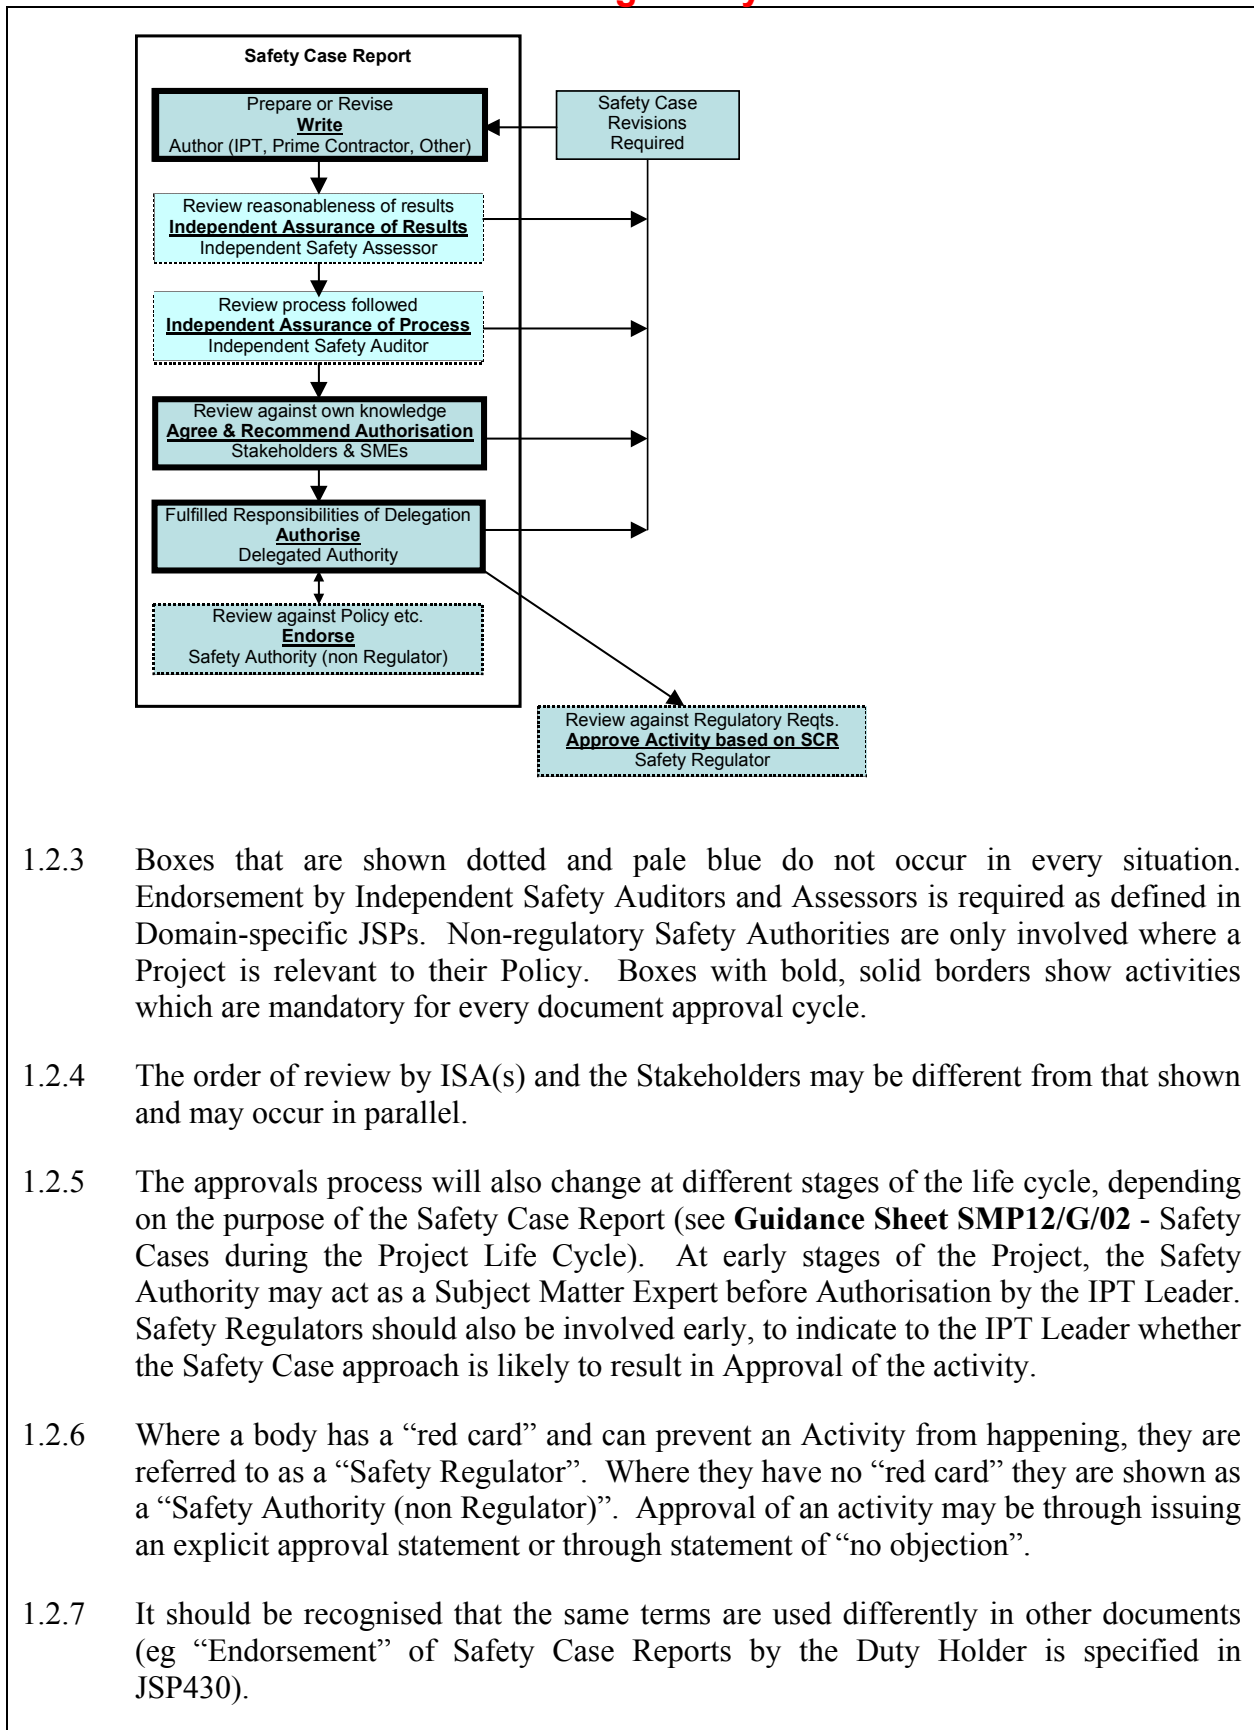 Safety Case Report
Prepare or Revise
Write
Author (IPT, Prime Contractor, Other)
Safety Case
Revisions
Required
Review reasonableness of results
Independent Assurance of Results
Independent Safety Assessor
Review process followed
Independent Assurance of Process
Independent Safety Auditor
Review against own knowledge
Agree & Recommend Authorisation
Stakeholders & SMEs
Fulfilled Responsibilities of Delegation
Authorise
Delegated Authority
Review against Policy etc.
Endorse
Safety Authority (non Regulator)
Review against Regulatory Reqts.
Approve Activity based on SCR
Safety Regulator
1.2.3 Boxes that are shown dotted and pale blue do not occur in every situation.
Endorsement by Independent Safety Auditors and Assessors is required as defined in
Domain-specific JSPs. Non-regulatory Safety Authorities are only involved where a
Project is relevant to their Policy. Boxes with bold, solid borders show activities
which are mandatory for every document approval cycle.
1.2.4 The order of review by ISA(s) and the Stakeholders may be different from that shown
and may occur in parallel.
1.2.5 The approvals process will also change at different stages of the life cycle, depending
on the purpose of the Safety Case Report (see Guidance Sheet SMP12/G/02 - Safety
Cases during the Project Life Cycle). At early stages of the Project, the Safety
Authority may act as a Subject Matter Expert before Authorisation by the IPT Leader.
Safety Regulators should also be involved early, to indicate to the IPT Leader whether
the Safety Case approach is likely to result in Approval of the activity.
1.2.6 Where a body has a “red card” and can prevent an Activity from happening, they are
referred to as a “Safety Regulator”. Where they have no “red card” they are shown as
a “Safety Authority (non Regulator)”. Approval of an activity may be through issuing
an explicit approval statement or through statement of “no objection”.
1.2.7 It should be recognised that the same terms are used differently in other documents
(eg “Endorsement” of Safety Case Reports by the Duty Holder is specified in
JSP430).